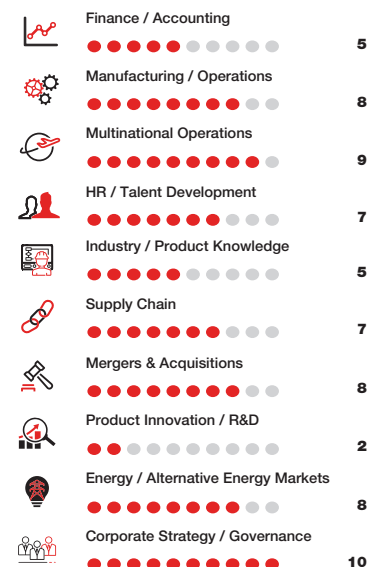 Finance / Accounting
5
Manufacturing / Operations
8
Multinational Operations
9
HR / Talent Development
7
Industry / Product Knowledge
5
Supply Chain
7
Mergers & Acquisitions
8
Product Innovation / R&D
2
Energy / Alternative Energy Markets
8
Corporate Strategy / Governance
10